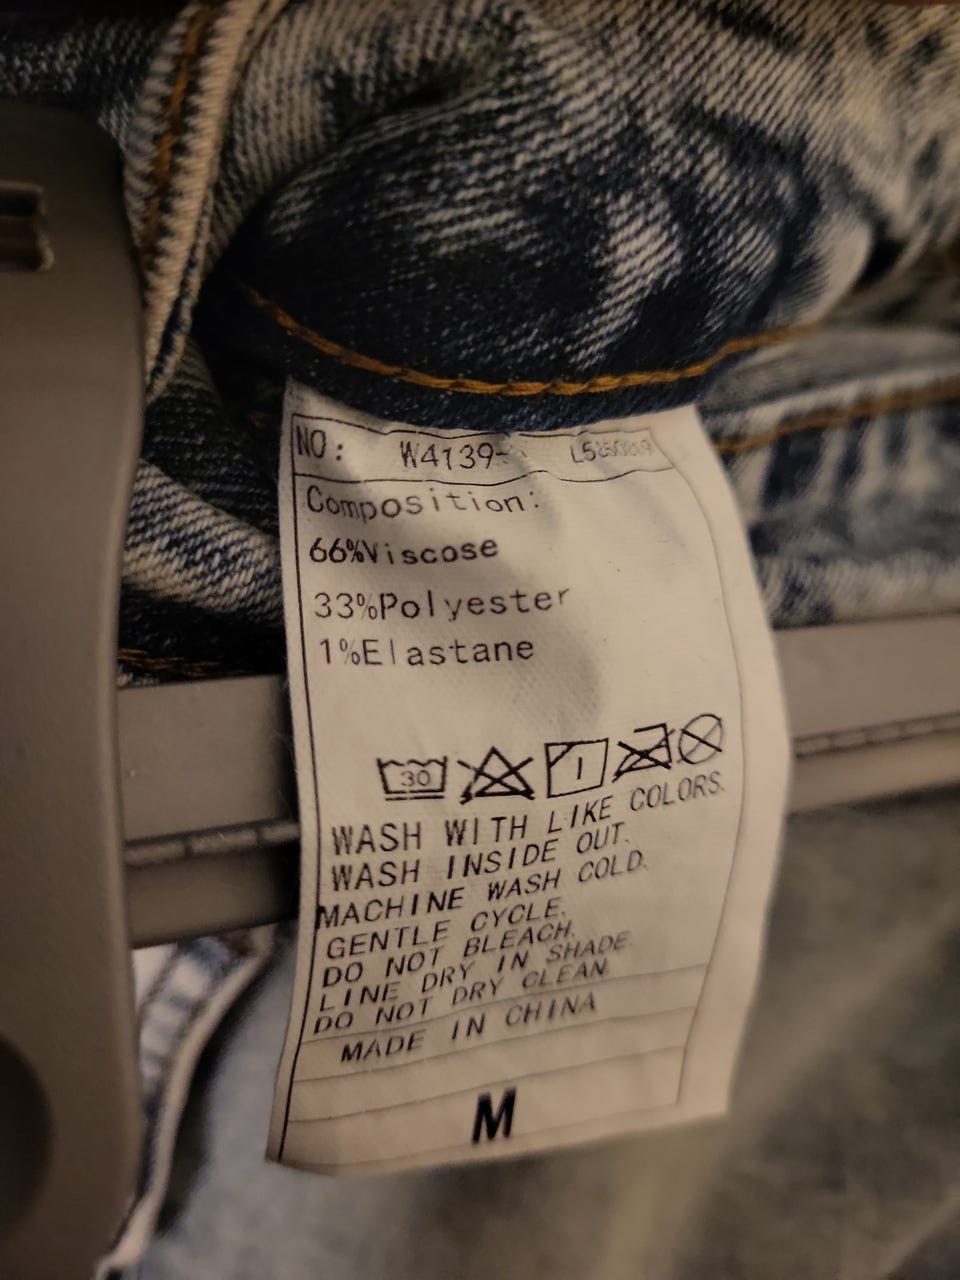 NO: W4139-
Composition:
66%Viscose
33%Polyester
1%Elastane
30
WASH WITH LIKE COLORS.
WASH INSIDE OUT.
MACHINE WASH COLD.
GENTLE CYCLE.
DO NOT BLEACH.
LINE DRY IN SHADE
DO NOT DRY CLEAN
MADE IN CHINA
M